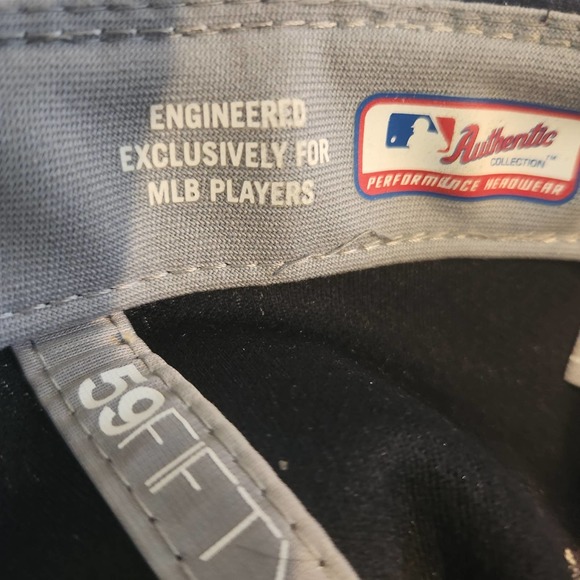 ENGINEERED
EXCLUSIVELY FOR
MLB PLAYERS
Authentic
COLLECTION™
PERFORMANCE HEADWEAR
59FIFTY